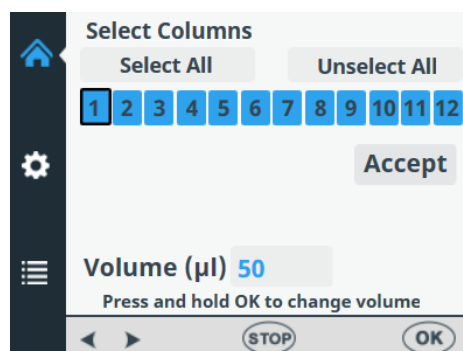 Select Columns
Select All Unselect All
1 2 3 4 5 6 7 8 9 10 11 12
Accept
Volume (µl) 50
Press and hold OK to change volume
STOP OK